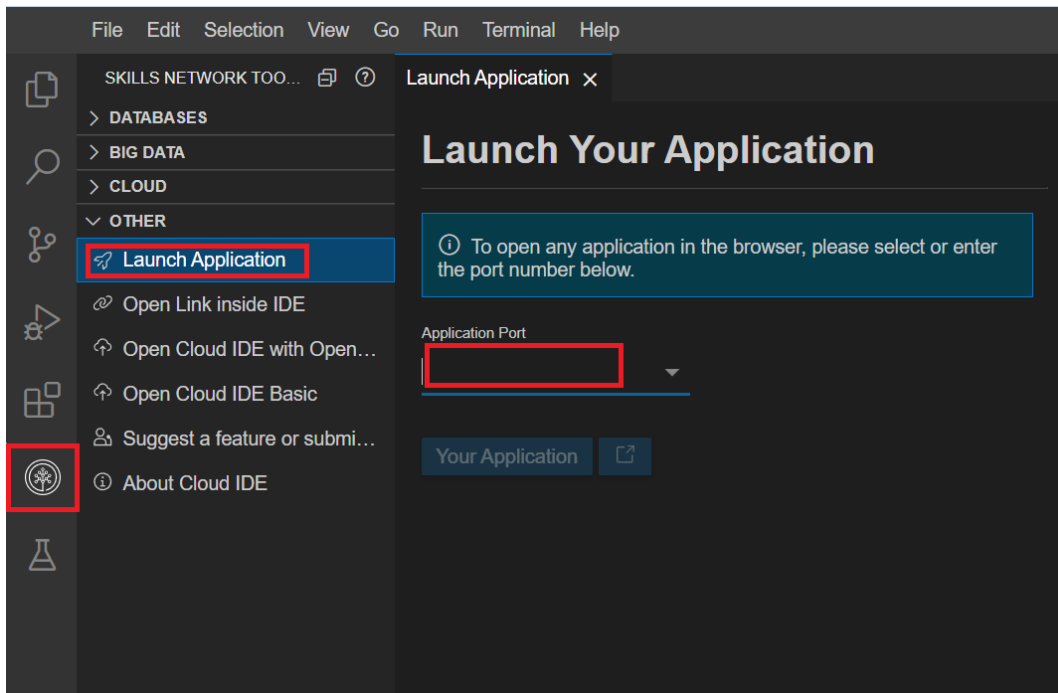 File Edit Selection View Go Run Terminal Help
SKILLS NETWORK TOO...
Launch Application
DATABASES
BIG DATA
CLOUD
OTHER
Launch Application
Open Link inside IDE
Open Cloud IDE with Open...
Open Cloud IDE Basic
Suggest a feature or submi...
About Cloud IDE
Launch Your Application
To open any application in the browser, please select or enter
the port number below.
Application Port
Your Application